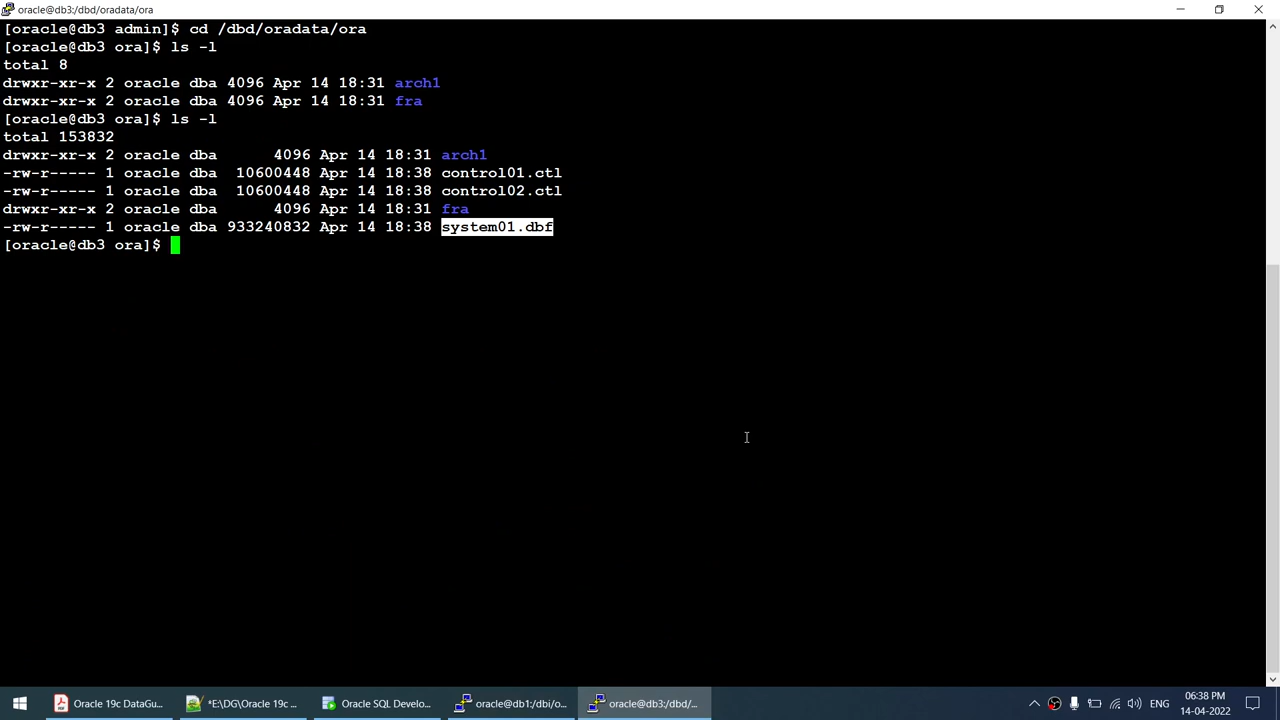 oracle@db3:/dbd/oradata/ora
[oracle@db3 admin]$ cd /dbd/oradata/ora
[oracle@db3 ora]$ ls -l
total 8
drwxr-xr-x 2 oracle dba 4096 Apr 14 18:31 arch1
drwxr-xr-x 2 oracle dba 4096 Apr 14 18:31 fra
[oracle@db3 ora]$ ls -l
total 153832
drwxr-xr-x 2 oracle dba      4096 Apr 14 18:31 arch1
-rw-r----- 1 oracle dba  10600448 Apr 14 18:38 control01.ctl
-rw-r----- 1 oracle dba  10600448 Apr 14 18:38 control02.ctl
drwxr-xr-x 2 oracle dba      4096 Apr 14 18:31 fra
-rw-r----- 1 oracle dba 933240832 Apr 14 18:38 system01.dbf
[oracle@db3 ora]$
Oracle 19c DataGu... *E:\DG\Oracle 19c ... Oracle SQL Develo... oracle@db1:/dbi/o... oracle@db3:/dbd/... ENG 06:38 PM
14-04-2022